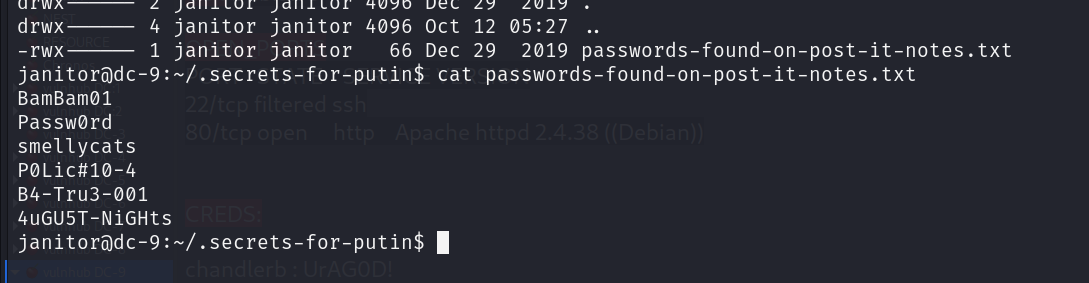 drwx------ 2 janitor janitor 4096 Dec 29  2019 .
drwx------ 4 janitor janitor 4096 Oct 12 05:27 ..
-rwx------ 1 janitor janitor   66 Dec 29  2019 passwords-found-on-post-it-notes.txt
janitor@dc-9:~/.secrets-for-putin$ cat passwords-found-on-post-it-notes.txt
BamBam01
22/tcp filtered ssh
Passw0rd
80/tcp open http Apache httpd 2.4.38 ((Debian))
smellycats
P0Lic#10-4
B4-Tru3-001
4uGU5T-NiGHts
CREDS:
janitor@dc-9:~/.secrets-for-putin$
chandlerb : UrAG0D!